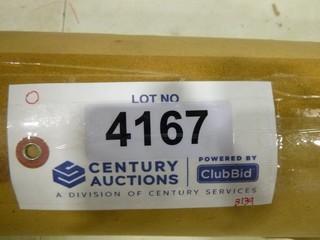 LOT NO
4167
CENTURY AUCTIONS
POWERED BY ClubBid
A DIVISION OF CENTURY SERVICES